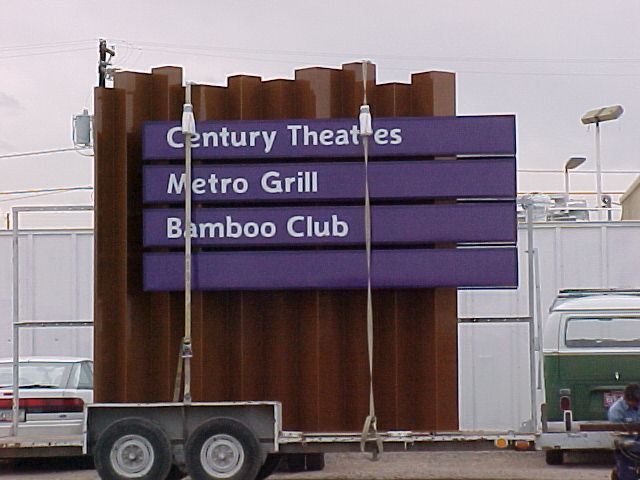 Century Theatres
Metro Grill
Bamboo Club